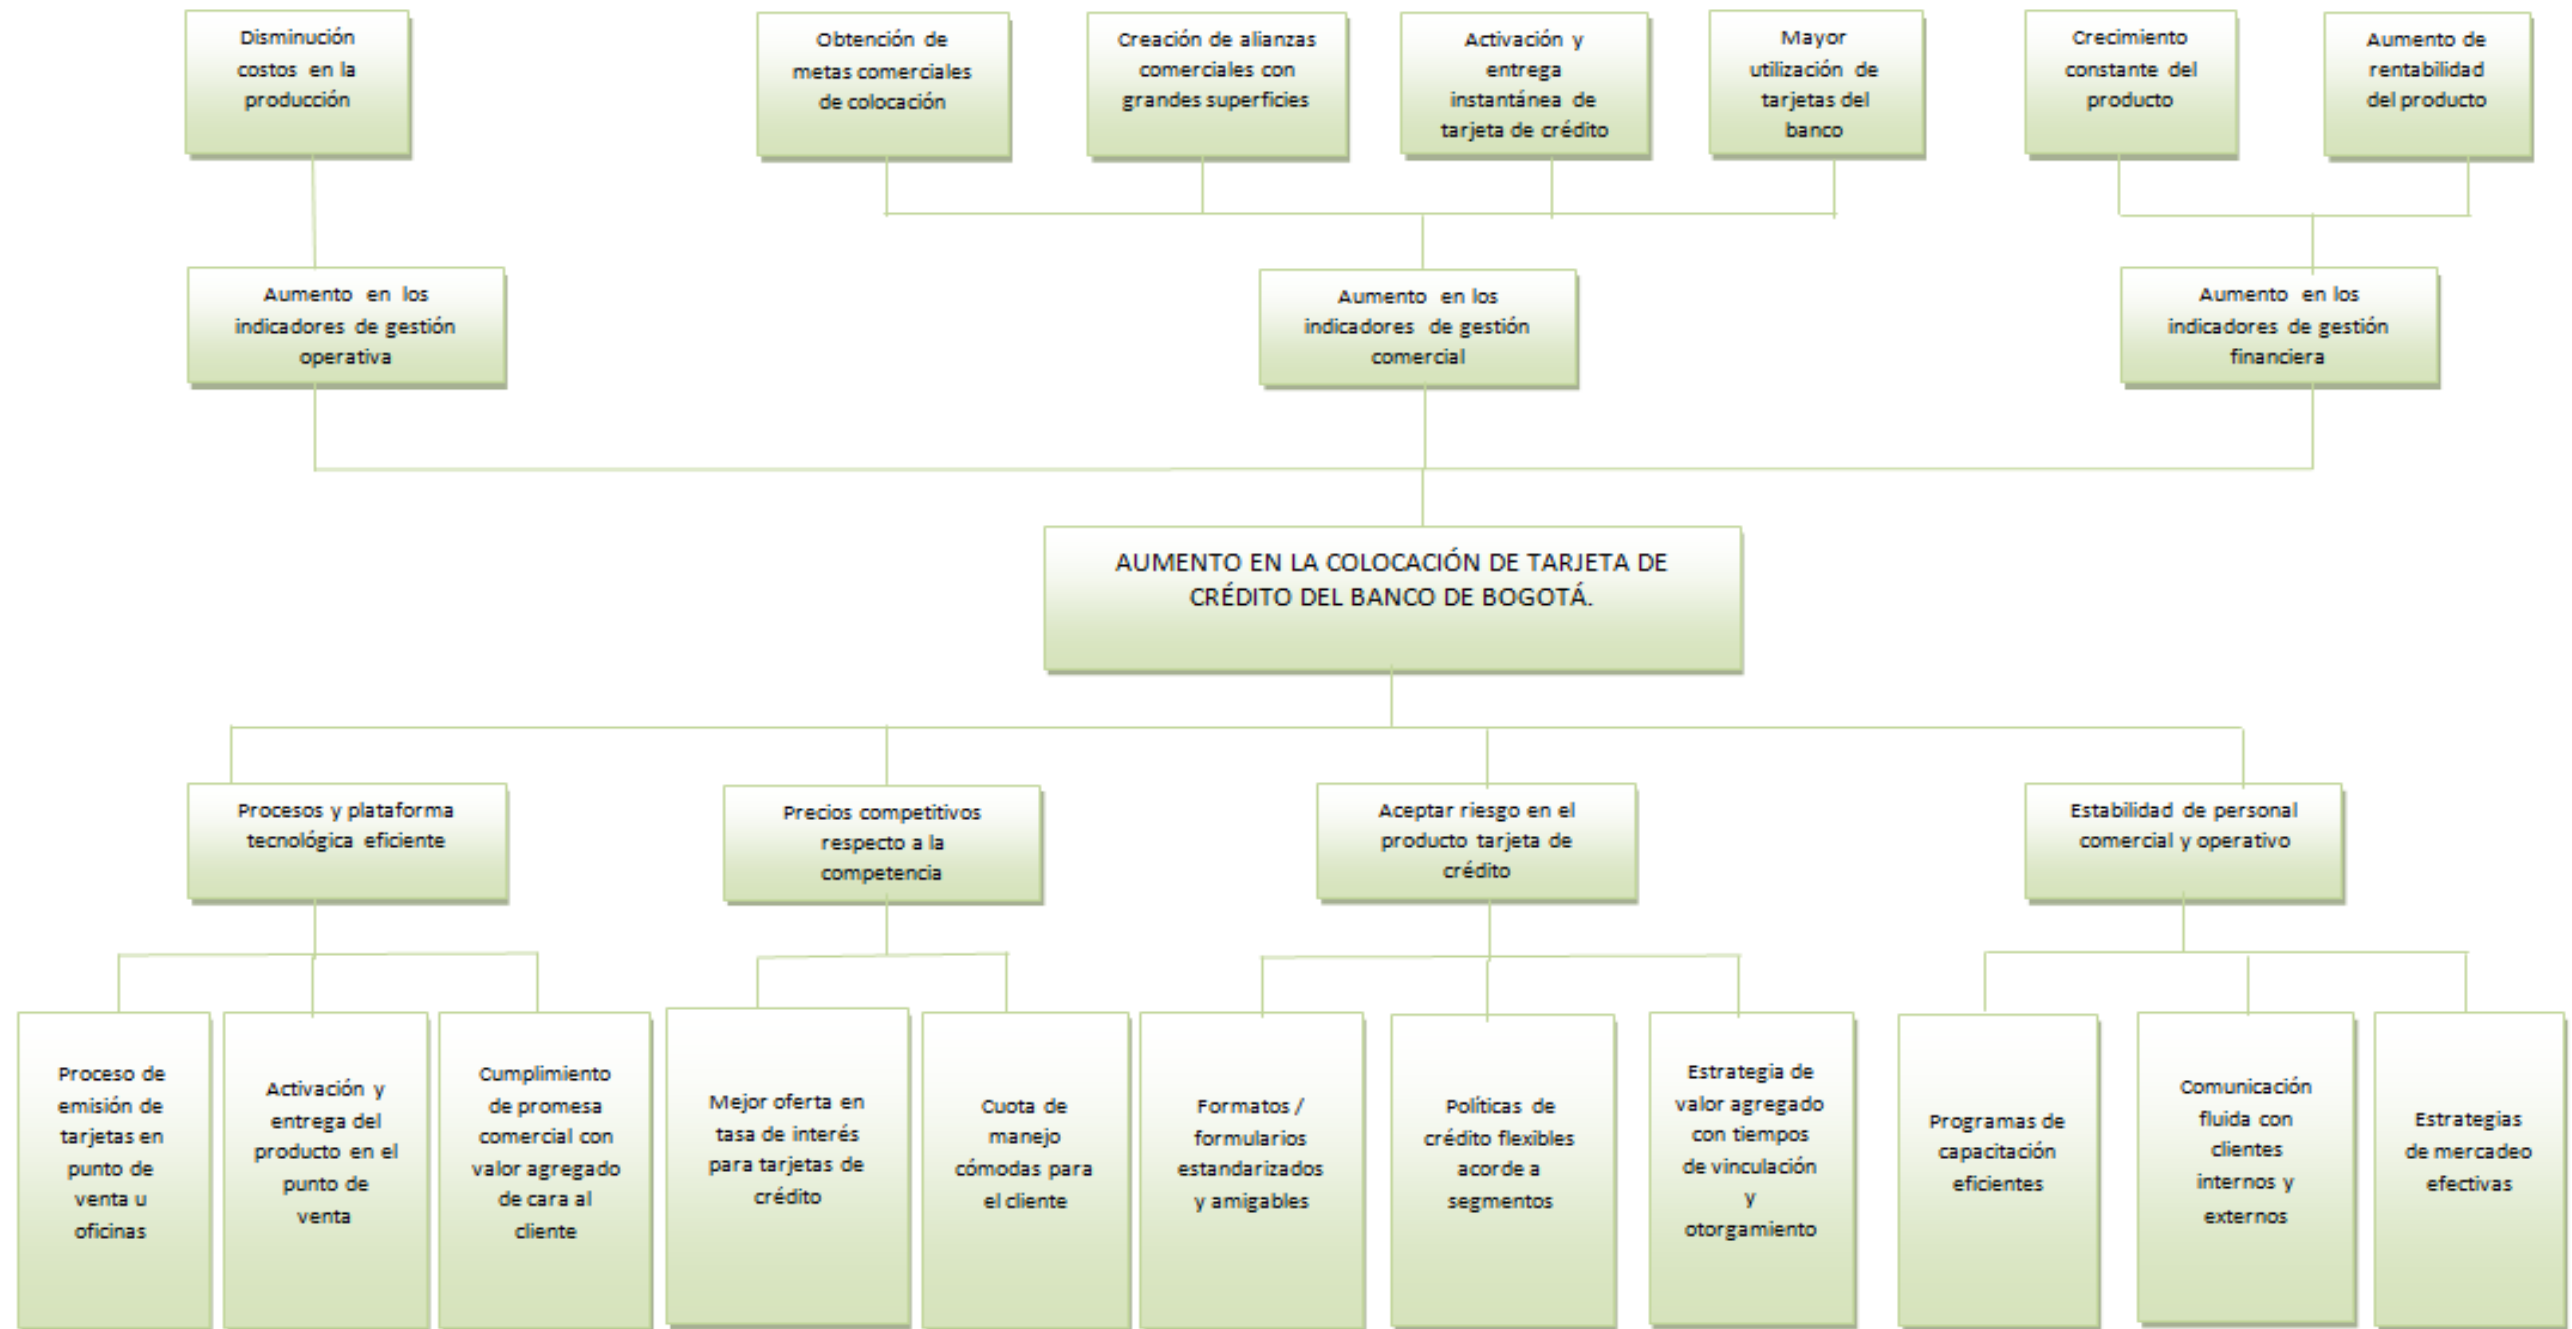 Disminución
costos en la
producción
Obtención de
metas comerciales
de colocación
Creación de alianzas
comerciales con
grandes superficies
Activación y
entrega
instantánea de
tarjeta de crédito
Mayor
utilización de
tarjetas del
banco
Crecimiento
constante del
producto
Aumento de
rentabilidad
del producto
Aumento en los
indicadores de gestión
operativa
Aumento en los
indicadores de gestión
comercial
Aumento en los
indicadores de gestión
financiera
AUMENTO EN LA COLOCACIÓN DE TARJETA DE
CRÉDITO DEL BANCO DE BOGOTÁ.
Procesos y plataforma
tecnológica eficiente
Precios competitivos
respecto a la
competencia
Aceptar riesgo en el
producto tarjeta de
crédito
Estabilidad de personal
comercial y operativo
Proceso de
emisión de
tarjetas en
punto de
venta u
oficinas
Activación y
entrega del
producto en el
punto de
venta
Cumplimiento
de promesa
comercial con
valor agregado
de cara al
cliente
Mejor oferta en
tasa de interés
para tarjetas de
crédito
Cuota de
manejo
cómodas para
el cliente
Formatos /
formularios
estandarizados
y amigables
Políticas de
crédito flexibles
acorde a
segmentos
Estrategia de
valor agregado
con tiempos
de vinculación
y
otorgamiento
Programas de
capacitación
eficientes
Comunicación
fluida con
clientes
internos y
externos
Estrategias
de mercadeo
efectivas